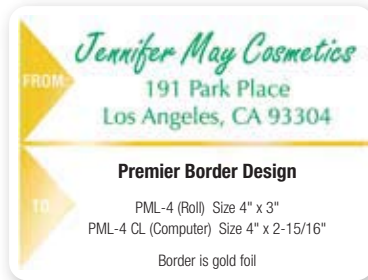 Jennifer May Cosmetics
FROM:
191 Park Place
Los Angeles, CA 93304
Premier Border Design
TO:
PML-4 (Roll) Size 4" x 3"
PML-4 CL (Computer) Size 4" x 2-15/16"
Border is gold foil